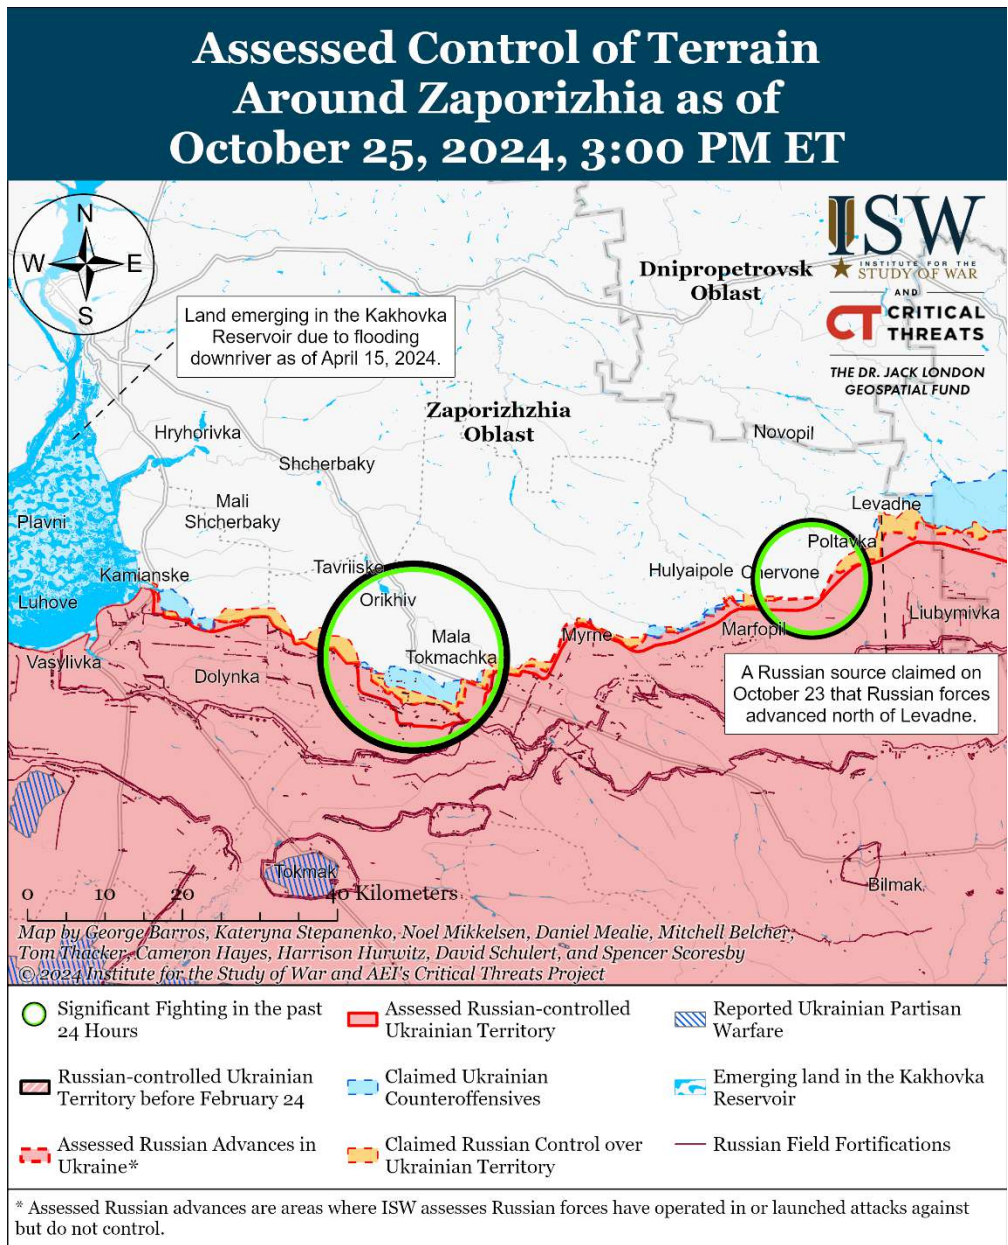 Assessed Control of Terrain
Around Zaporizhia as of
October 25, 2024, 3:00 PM ET
N
W
E
S
ISW
INSTITUTE FOR THE
STUDY OF WAR
AND
CT CRITICAL
THREATS
THE DR. JACK LONDON
GEOSPATIAL FUND
Dnipropetrovsk
Oblast
Land emerging in the Kakhovka
Reservoir due to flooding
downriver as of April 15, 2024.
Zaporizhzhia
Oblast
Hryhorivka
Novopil
Shcherbaky
Mali
Shcherbaky
Levadne
Plavni
Poltavka
Tavriiske
Hulyaipole
Chervone
Kamianske
Orikhiv
Luhove
Liubymivka
Mala
Tokmachka
Myrne
Marfopil
Vasylivka
Dolynka
A Russian source claimed on
October 23 that Russian forces
advanced north of Levadne.
Tokmak
Bilmak
0 10 20 40 Kilometers
Map by George Barros, Kateryna Stepanenko, Noel Mikkelsen, Daniel Mealie, Mitchell Belcher,
Tom Thacker, Cameron Hayes, Harrison Hurwitz, David Schulert, and Spencer Scoresby
© 2024 Institute for the Study of War and AEI's Critical Threats Project
Significant Fighting in the past
24 Hours
Assessed Russian-controlled
Ukrainian Territory
Reported Ukrainian Partisan
Warfare
Russian-controlled Ukrainian
Territory before February 24
Claimed Ukrainian
Counteroffensives
Emerging land in the Kakhovka
Reservoir
Assessed Russian Advances in
Ukraine*
Claimed Russian Control over
Ukrainian Territory
Russian Field Fortifications
* Assessed Russian advances are areas where ISW assesses Russian forces have operated in or launched attacks against
but do not control.